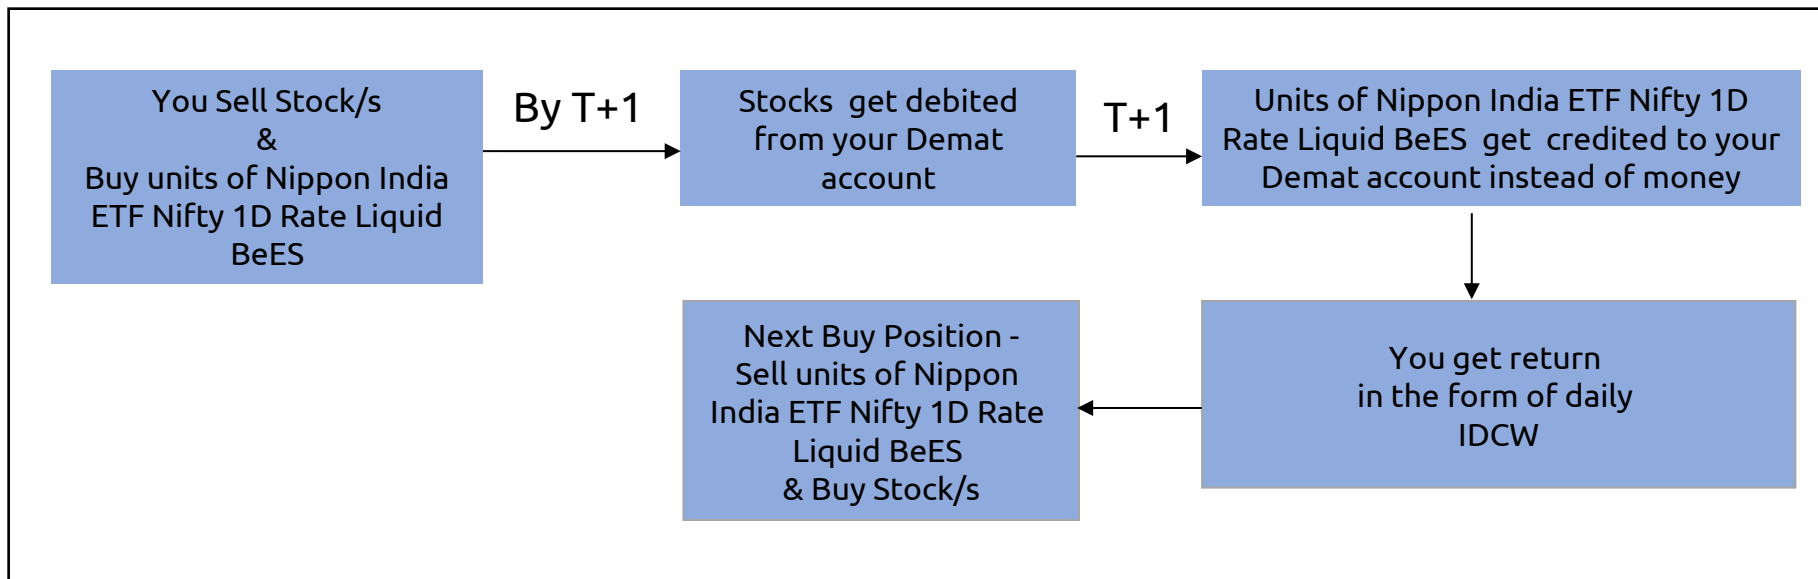 You Sell Stock/s
&
Buy units of Nippon India
ETF Nifty 1D Rate Liquid
BeES
By T+1
Stocks get debited
from your Demat
account
T+1
Units of Nippon India ETF Nifty 1D
Rate Liquid BeES get credited to your
Demat account instead of money
You get return
in the form of daily
IDCW
Next Buy Position -
Sell units of Nippon
India ETF Nifty 1D Rate
Liquid BeES
& Buy Stock/s